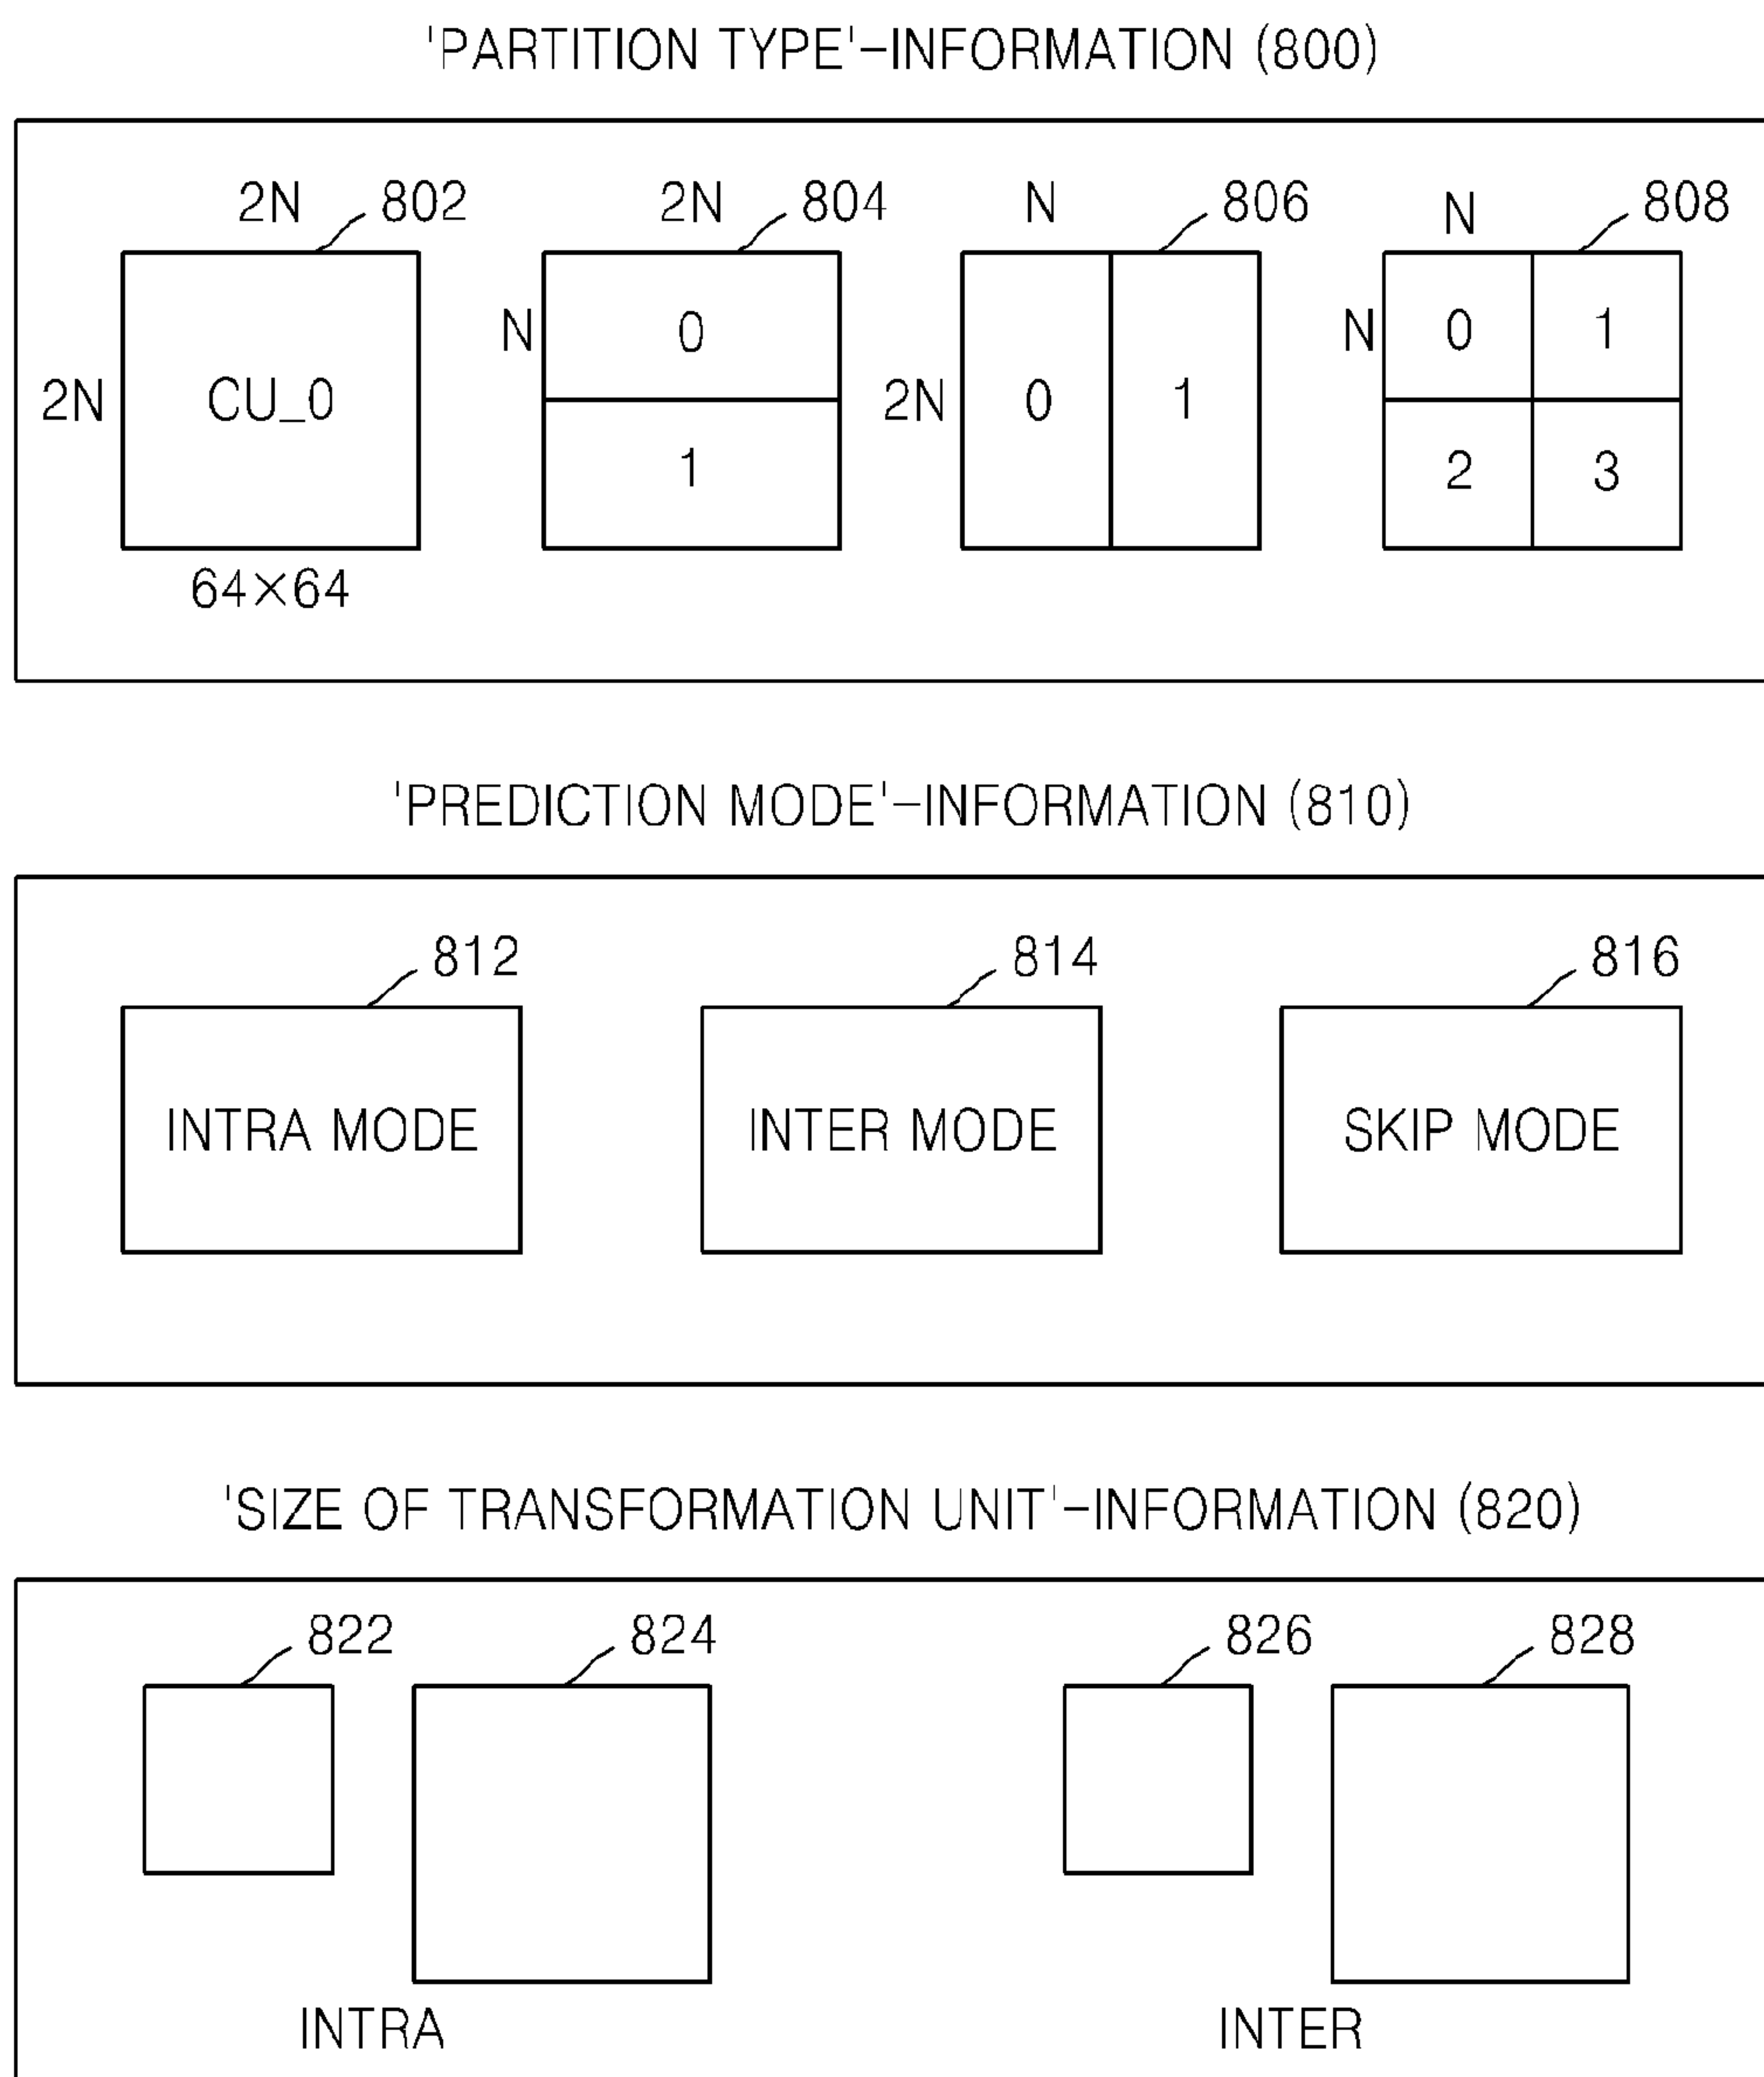 'PARTITION TYPE'-INFORMATION (800)
2N 802 2N 804 N 806 N 808
2N CU_0 N 0 1 2N 0 1 N 0 1 2 3
64×64
'PREDICTION MODE'-INFORMATION (810)
812 814 816
INTRA MODE INTER MODE SKIP MODE
'SIZE OF TRANSFORMATION UNIT'-INFORMATION (820)
822 824 826 828
INTRA INTER